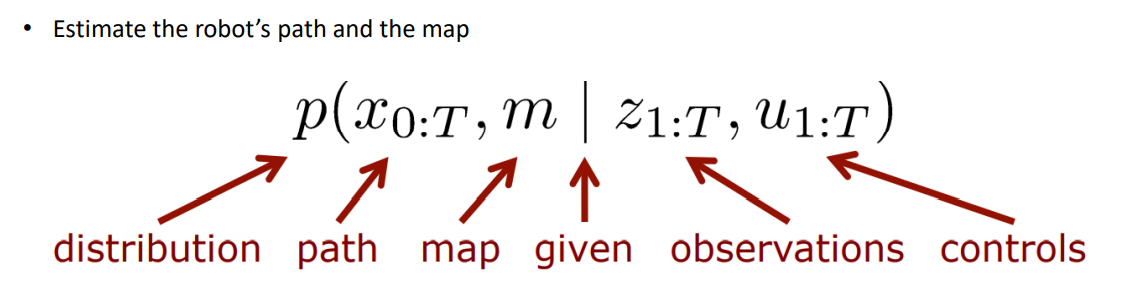 • Estimate the robot’s path and the map
p(x_{0:T}, m | z_{1:T}, u_{1:T})
distribution path map given observations controls